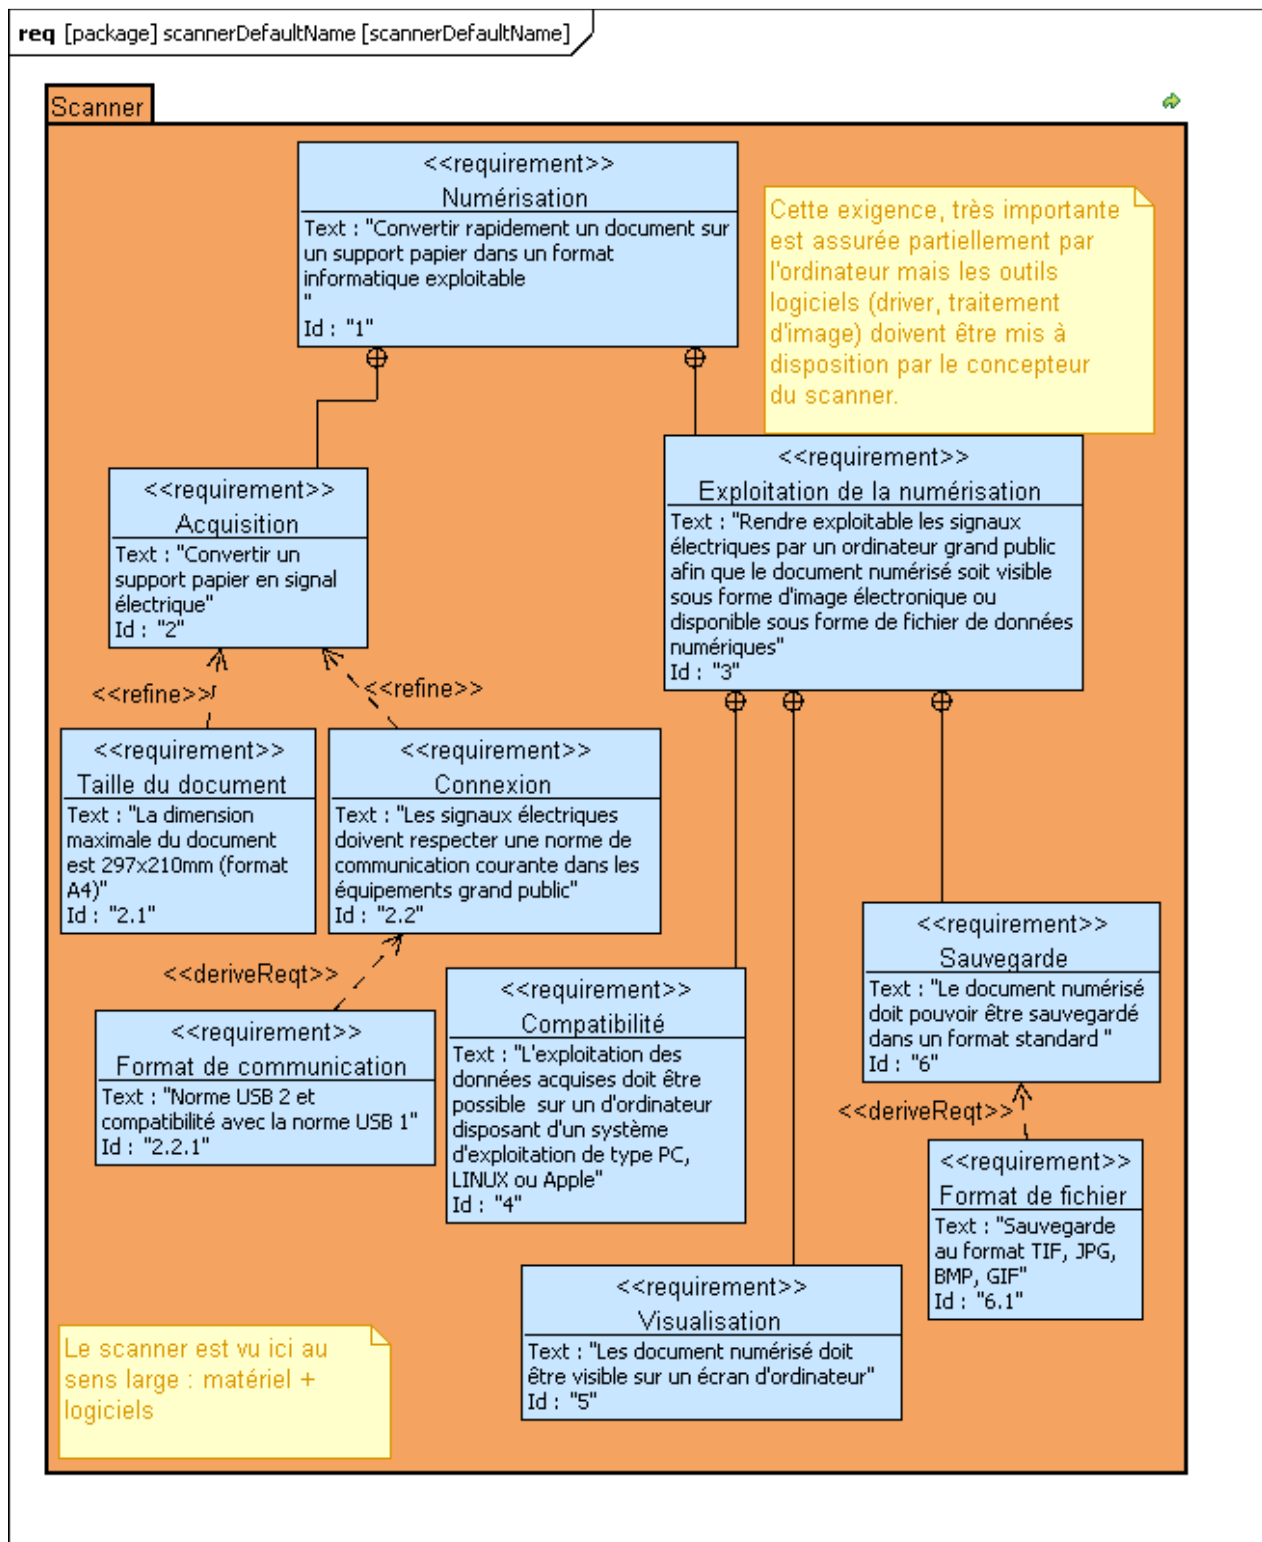 req [package] scannerDefaultName [scannerDefaultName]
Scanner
<<requirement>>
Numérisation
Text : "Convertir rapidement un document sur
un support papier dans un format
informatique exploitable
"
Id : "1"
Cette exigence, très importante
est assurée partiellement par
l'ordinateur mais les outils
logiciels (driver, traitement
d'image) doivent être mis à
disposition par le concepteur
du scanner.
<<requirement>>
Acquisition
Text : "Convertir un
support papier en signal
électrique"
Id : "2"
<<requirement>>
Exploitation de la numérisation
Text : "Rendre exploitable les signaux
électriques par un ordinateur grand public
afin que le document numérisé soit visible
sous forme d'image électronique ou
disponible sous forme de fichier de données
numériques"
Id : "3"
<<refine>>
<<refine>>
<<requirement>>
Taille du document
Text : "La dimension
maximale du document
est 297x210mm (format
A4)"
Id : "2.1"
<<requirement>>
Connexion
Text : "Les signaux électriques
doivent respecter une norme de
communication courante dans les
équipements grand public"
Id : "2.2"
<<deriveReqt>>
<<requirement>>
Format de communication
Text : "Norme USB 2 et
compatibilité avec la norme USB 1"
Id : "2.2.1"
<<requirement>>
Compatibilité
Text : "L'exploitation des
données acquises doit être
possible  sur un d'ordinateur
disposant d'un système
d'exploitation de type PC,
LINUX ou Apple"
Id : "4"
<<requirement>>
Sauvegarde
Text : "Le document numérisé
doit pouvoir être sauvegardé
dans un format standard "
Id : "6"
<<deriveReqt>>
<<requirement>>
Format de fichier
Text : "Sauvegarde
au format TIF, JPG,
BMP, GIF"
Id : "6.1"
<<requirement>>
Visualisation
Text : "Les document numérisé doit
être visible sur un écran d'ordinateur"
Id : "5"
Le scanner est vu ici au
sens large : matériel +
logiciels